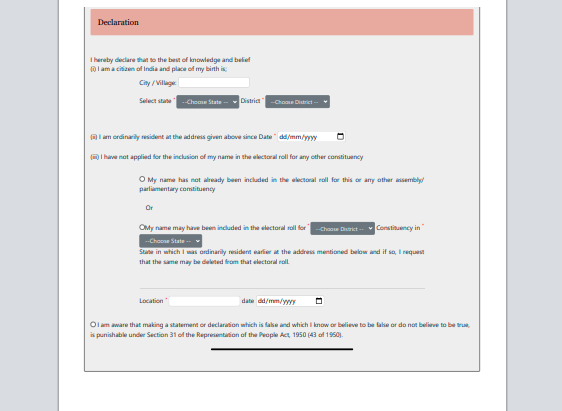 Declaration
I hereby declare that to the best of knowledge and belief
(i) I am a citizen of India and place of my birth is;
City / Village:
Select state * --Choose State -- District * --Choose District--
(ii) I am ordinarily resident at the address given above since Date * dd/mm/yyyy
(iii) I have not applied for the inclusion of my name in the electoral roll for any other constituency
My name has not already been included in the electoral roll for this or any other assembly/
parliamentary constituency
Or
My name may have been included in the electoral roll for * --Choose District -- Constituency in *
--Choose State --
State in which I was ordinarily resident earlier at the address mentioned below and if so, I request
that the same may be deleted from that electoral roll.
Location * date dd/mm/yyyy
I am aware that making a statement or declaration which is false and which I know or believe to be false or do not believe to be true,
is punishable under Section 31 of the Representation of the People Act, 1950 (43 of 1950).